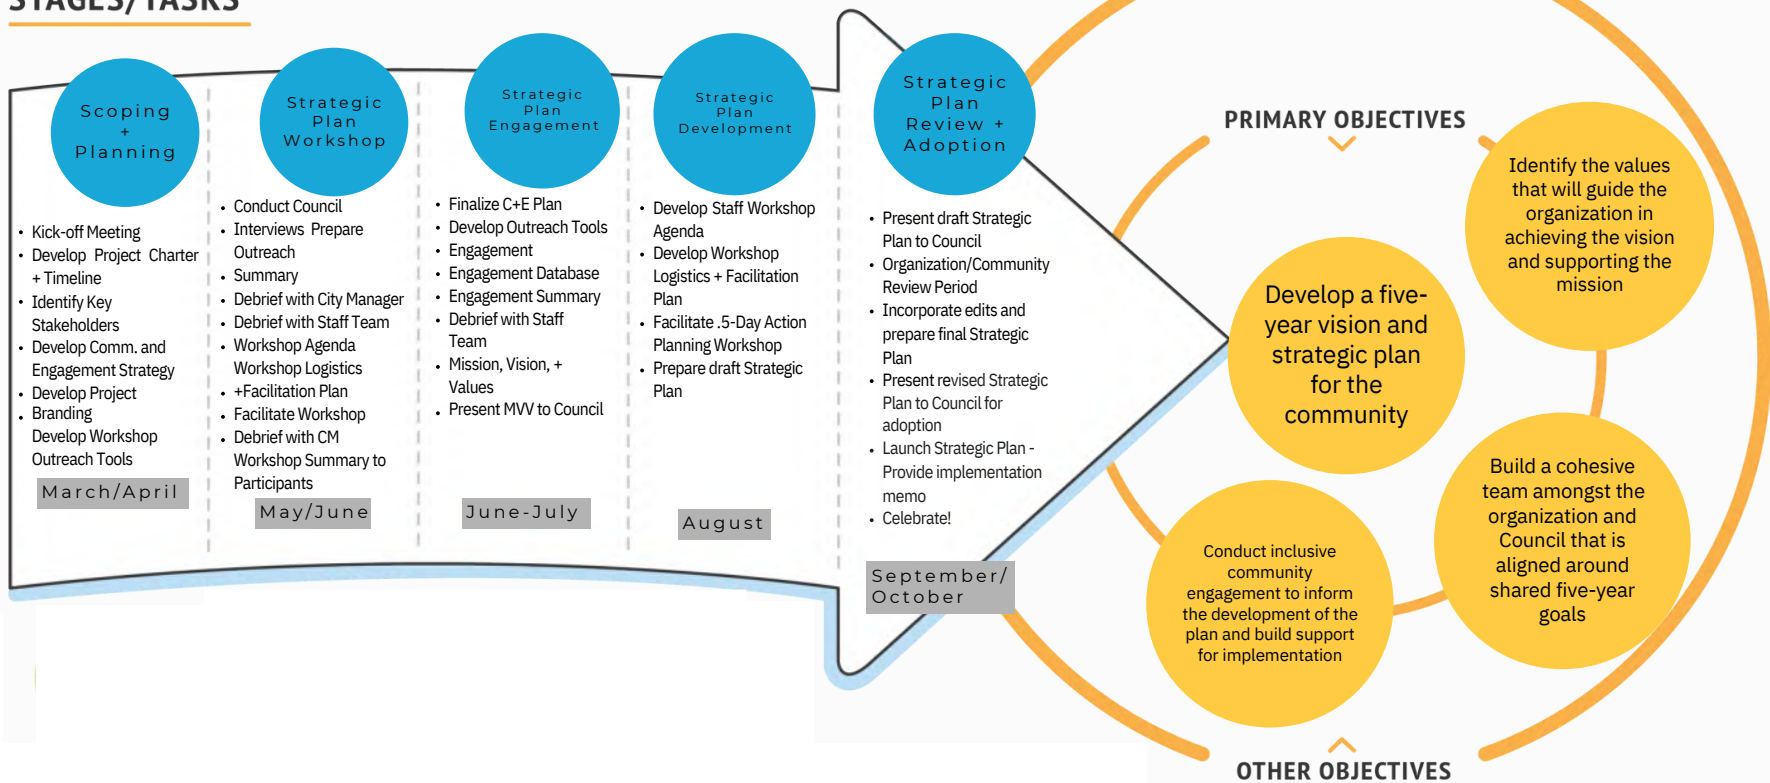 STAGES/TASKS
Scoping
+
Planning
• Kick-off Meeting
• Develop Project Charter
+ Timeline
• Identify Key
Stakeholders
• Develop Comm. and
Engagement Strategy
• Develop Project
• Branding
Develop Workshop
Outreach Tools
March/April
Strategic
Plan
Workshop
• Conduct Council
• Interviews Prepare
Outreach
• Summary
• Debrief with City Manager
• Debrief with Staff Team
• Workshop Agenda
Workshop Logistics
• +Facilitation Plan
• Facilitate Workshop
• Debrief with CM
Workshop Summary to
Participants
May/June
Strategic
Plan
Engagement
• Finalize C+E Plan
• Develop Outreach Tools
• Engagement
• Engagement Database
• Engagement Summary
• Debrief with Staff
Team
• Mission, Vision, +
Values
• Present MVV to Council
June-July
Strategic
Plan
Development
• Develop Staff Workshop
Agenda
• Develop Workshop
Logistics + Facilitation
Plan
• Facilitate .5-Day Action
Planning Workshop
• Prepare draft Strategic
Plan
August
Strategic
Plan
Review +
Adoption
• Present draft Strategic
Plan to Council
• Organization/Community
Review Period
• Incorporate edits and
prepare final Strategic
Plan
• Present revised Strategic
Plan to Council for
adoption
• Launch Strategic Plan -
Provide implementation
memo
• Celebrate!
September/
October
PRIMARY OBJECTIVES
Develop a five-
year vision and
strategic plan
for the
community
Identify the values
that will guide the
organization in
achieving the vision
and supporting the
mission
Build a cohesive
team amongst the
organization and
Council that is
aligned around
shared five-year
goals
Conduct inclusive
community
engagement to inform
the development of the
plan and build support
for implementation
OTHER OBJECTIVES